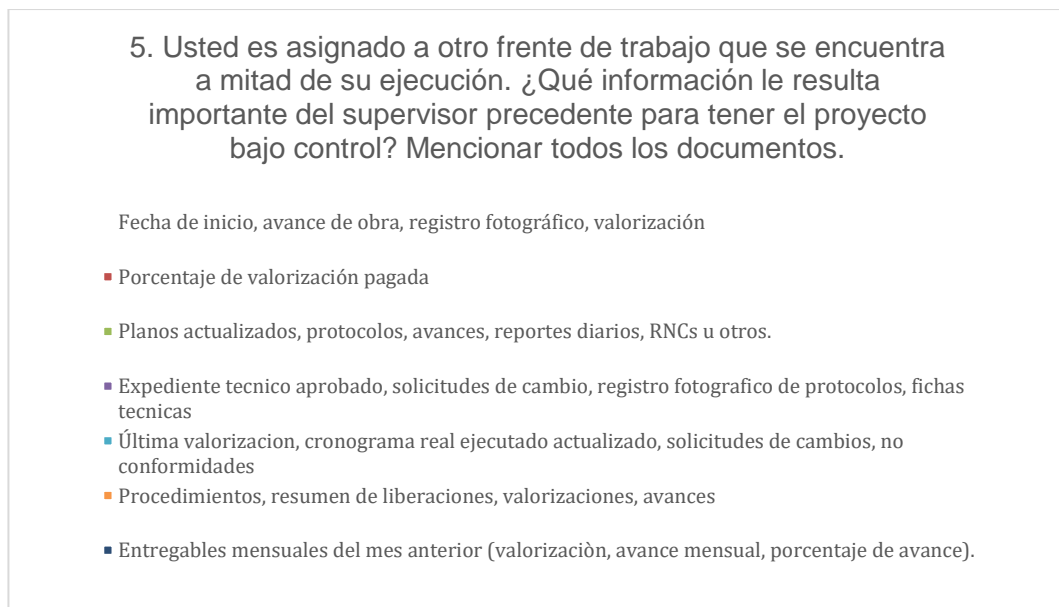 5. Usted es asignado a otro frente de trabajo que se encuentra
a mitad de su ejecución. ¿Qué información le resulta
importante del supervisor precedente para tener el proyecto
bajo control? Mencionar todos los documentos.
Fecha de inicio, avance de obra, registro fotográfico, valorización
Porcentaje de valorización pagada
Planos actualizados, protocolos, avances, reportes diarios, RNCs u otros.
Expediente tecnico aprobado, solicitudes de cambio, registro fotografico de protocolos, fichas
tecnicas
Última valorizacion, cronograma real ejecutado actualizado, solicitudes de cambios, no
conformidades
Procedimientos, resumen de liberaciones, valorizaciones, avances
Entregables mensuales del mes anterior (valorizaciòn, avance mensual, porcentaje de avance).